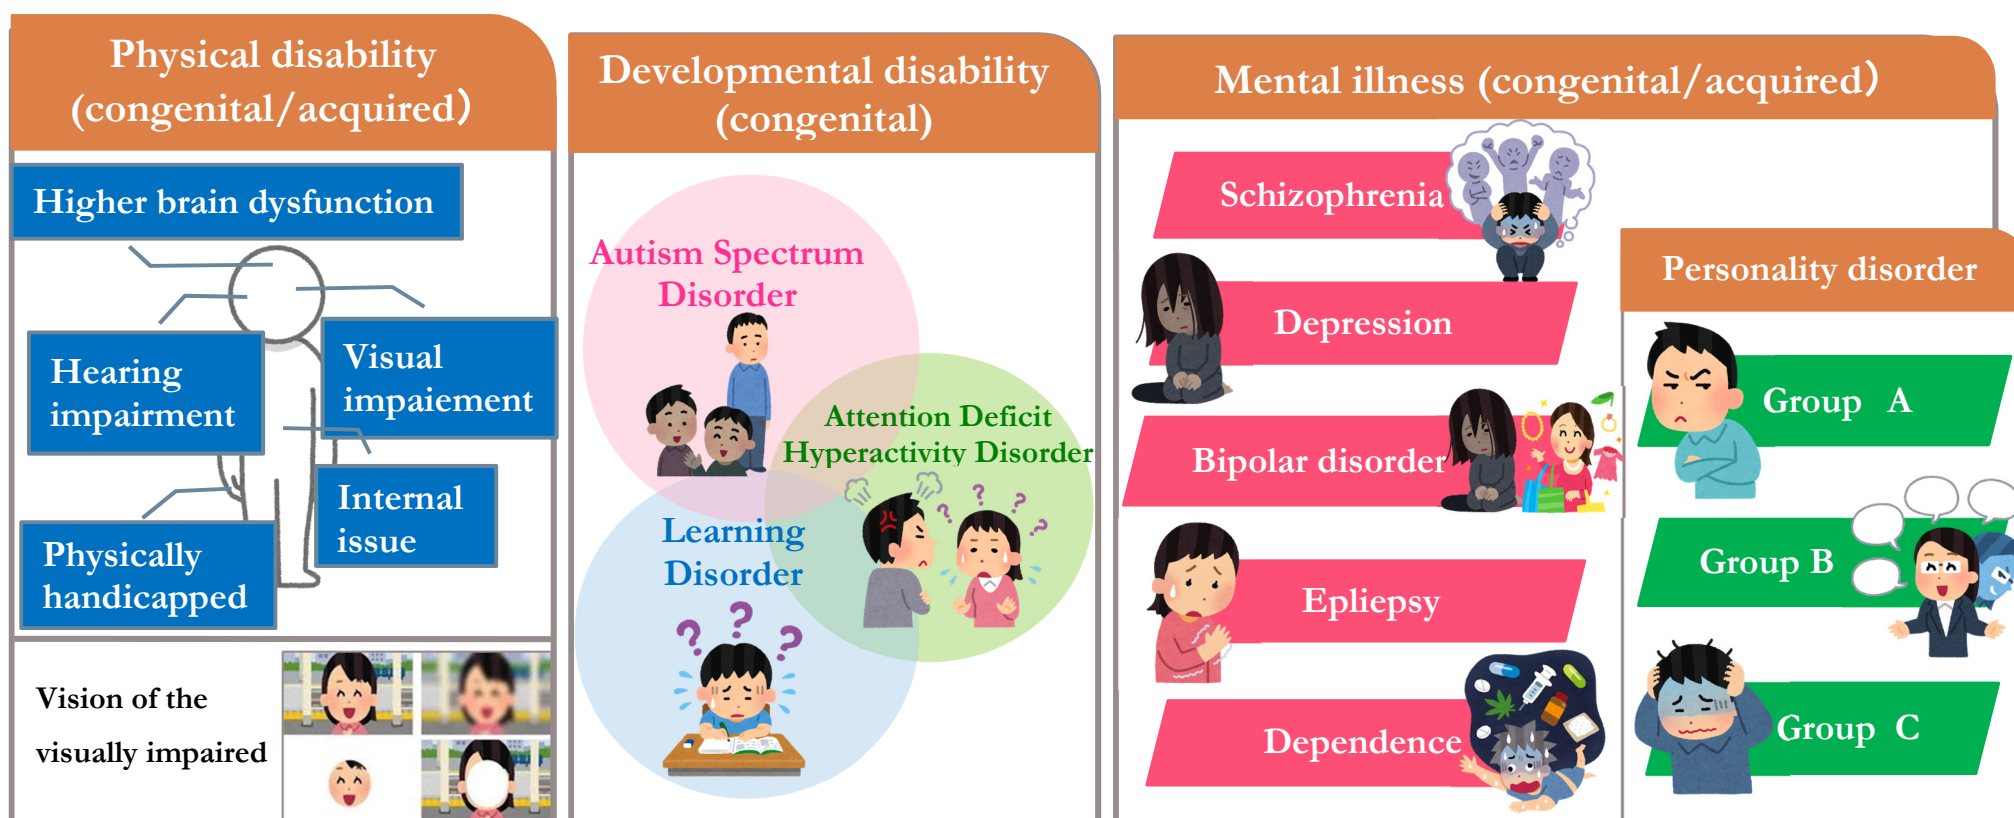 Physical disability
(congenital/acquired）
Higher brain dysfunction
Hearing
impairment
Visual
impaiement
Internal
issue
Physically
handicapped
Vision of the
visually impaired
Developmental disability
(congenital)
Autism Spectrum
Disorder
Attention Deficit
Hyperactivity Disorder
Learning
Disorder
Mental illness (congenital/acquired）
Schizophrenia
Depression
Bipolar disorder
Epliepsy
Dependence
Personality disorder
Group A
Group B
Group C